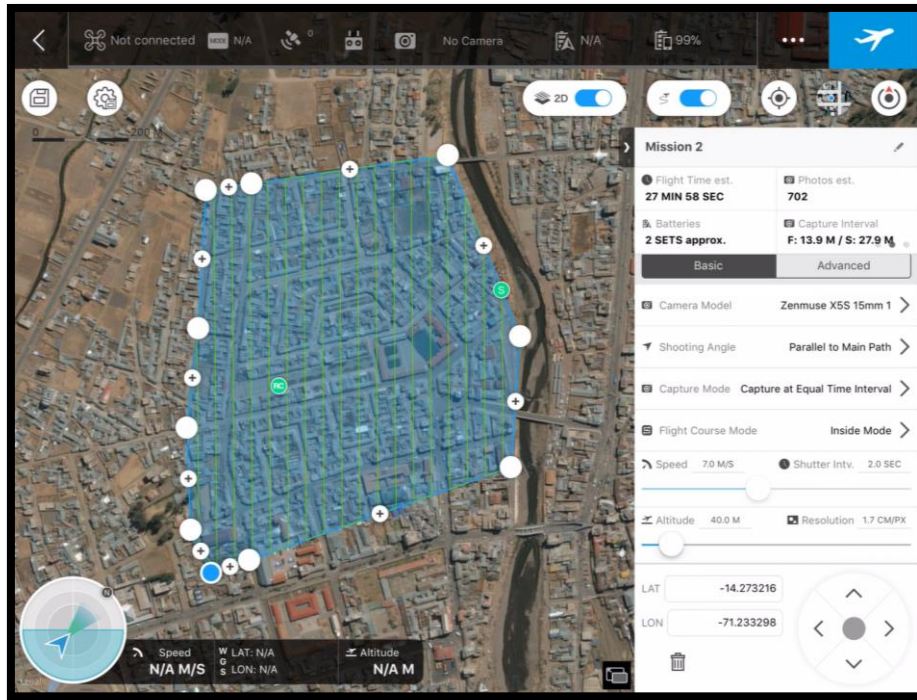 Not connected MODE N/A 0 No Camera N/A 99%
2D
0 200 M
Mission 2
Flight Time est. Photos est.
27 MIN 58 SEC 702
Batteries Capture Interval
2 SETS approx. F: 13.9 M / S: 27.9 M
Basic Advanced
Camera Model Zenmuse X5S 15mm 1
Shooting Angle Parallel to Main Path
Capture Mode Capture at Equal Time Interval
Flight Course Mode Inside Mode
Speed 7.0 M/S Shutter Intv. 2.0 SEC
Altitude 40.0 M Resolution 1.7 CM/PX
LAT -14.273216
LON -71.233298
S
RC
N
Speed WGS LAT: N/A Altitude
N/A M/S LON: N/A N/A M